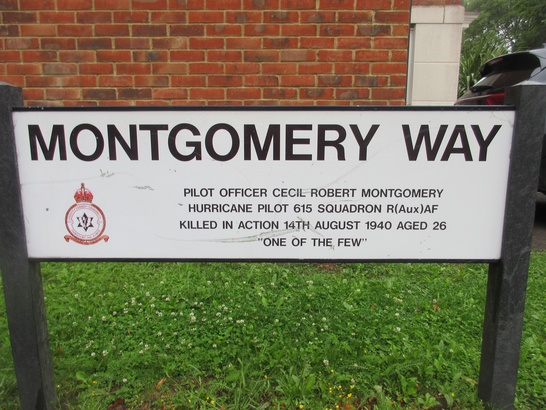 MONTGOMERY WAY
PILOT OFFICER CECIL ROBERT MONTGOMERY
HURRICANE PILOT 615 SQUADRON R(Aux)AF
KILLED IN ACTION 14TH AUGUST 1940 AGED 26
"ONE OF THE FEW"